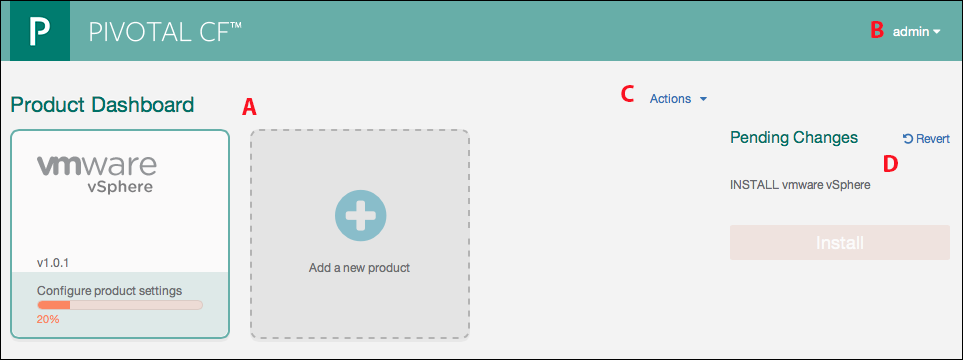 P PIVOTAL CF™ B admin
Product Dashboard A C Actions
vmware
vSphere
v1.0.1
Configure product settings
20%
Add a new product
Pending Changes Revert
D
INSTALL vmware vSphere
Install